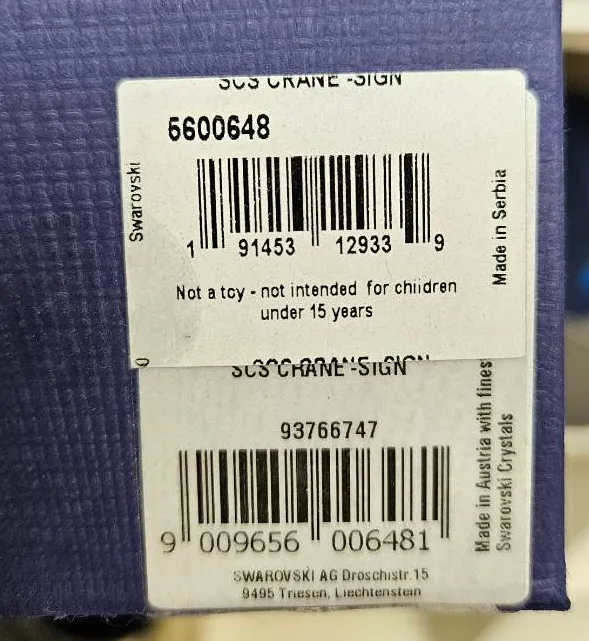 SCS CRANE -SIGN
5600648
Swarovski
1 91453 12933 9
Made in Serbia
Not a toy - not intended for children
under 15 years
SCS CRANE -SIGN
93766747
9 009656 006481
Made in Austria with fines
Swarovski Crystals
SWAROVSKI AG Droschistr.15
9495 Triesen, Liechtenstein